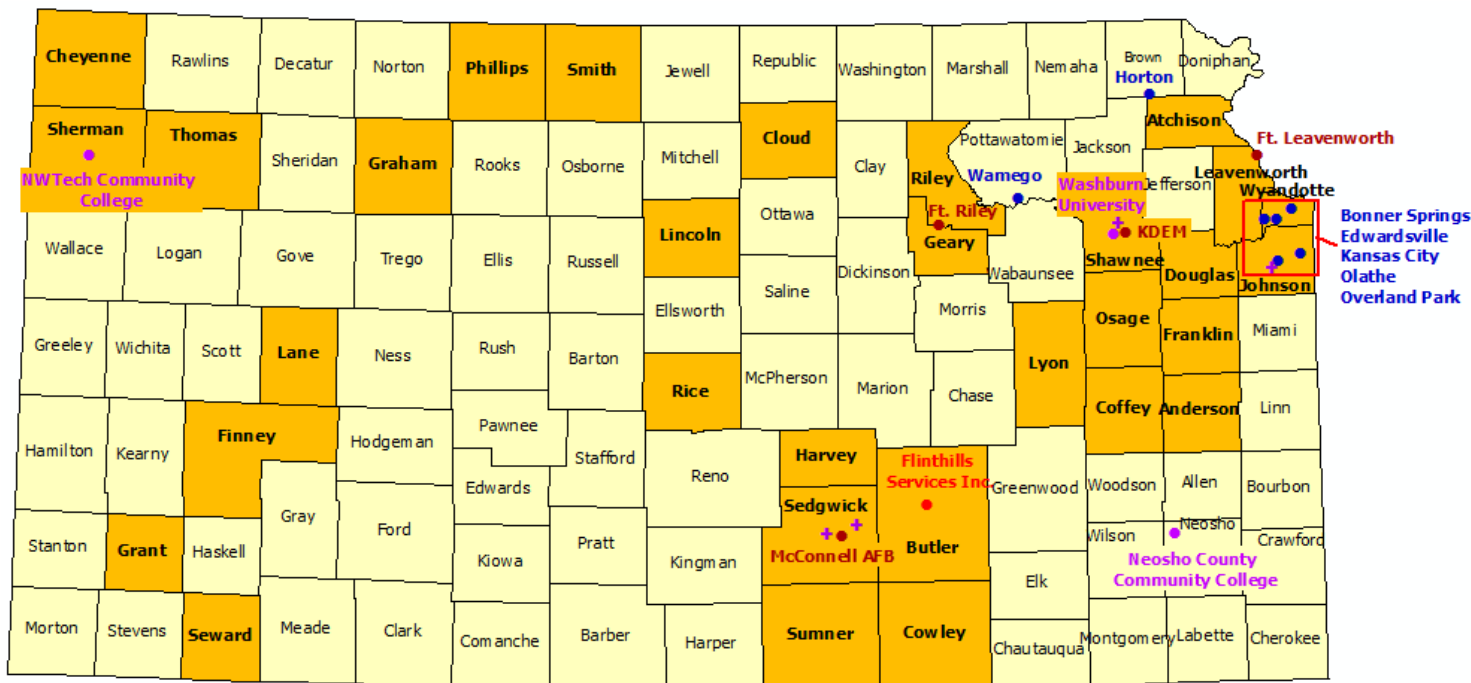 Cheyenne
Rawlins
Decatur
Norton
Phillips
Smith
Jewell
Republic
Washington
Marshall
Nemaha
Brown
Horton
Doniphan
Sherman
NWTech Community
College
Thomas
Sheridan
Graham
Rooks
Osborne
Mitchell
Cloud
Clay
Riley
Pottawatomie
Wamego
Jackson
Atchison
Ft. Leavenworth
Jefferson
Leavenworth
Wyandotte
Washburn
University
KDEM
Ft. Riley
Geary
Shawnee
Douglas
Johnson
Bonner Springs
Edwardsville
Kansas City
Olathe
Overland Park
Wallace
Logan
Gove
Trego
Ellis
Russell
Lincoln
Ottawa
Saline
Dickinson
Wabaunsee
Morris
Ellsworth
Osage
Franklin
Miami
Greeley
Wichita
Scott
Lane
Ness
Rush
Barton
Rice
McPherson
Marion
Chase
Lyon
Coffey
Anderson
Linn
Hamilton
Kearny
Finney
Hodgeman
Pawnee
Stafford
Edwards
Reno
Harvey
Sedgwick
McConnell AFB
Flinthills
Services Inc.
Butler
Greenwood
Woodson
Allen
Bourbon
Stanton
Grant
Haskell
Gray
Ford
Kiowa
Pratt
Kingman
Elk
Wilson
Neosho
Crawford
Neosho County
Community College
Morton
Stevens
Seward
Meade
Clark
Comanche
Barber
Harper
Sumner
Cowley
Chautauqua
Montgomery
Labette
Cherokee